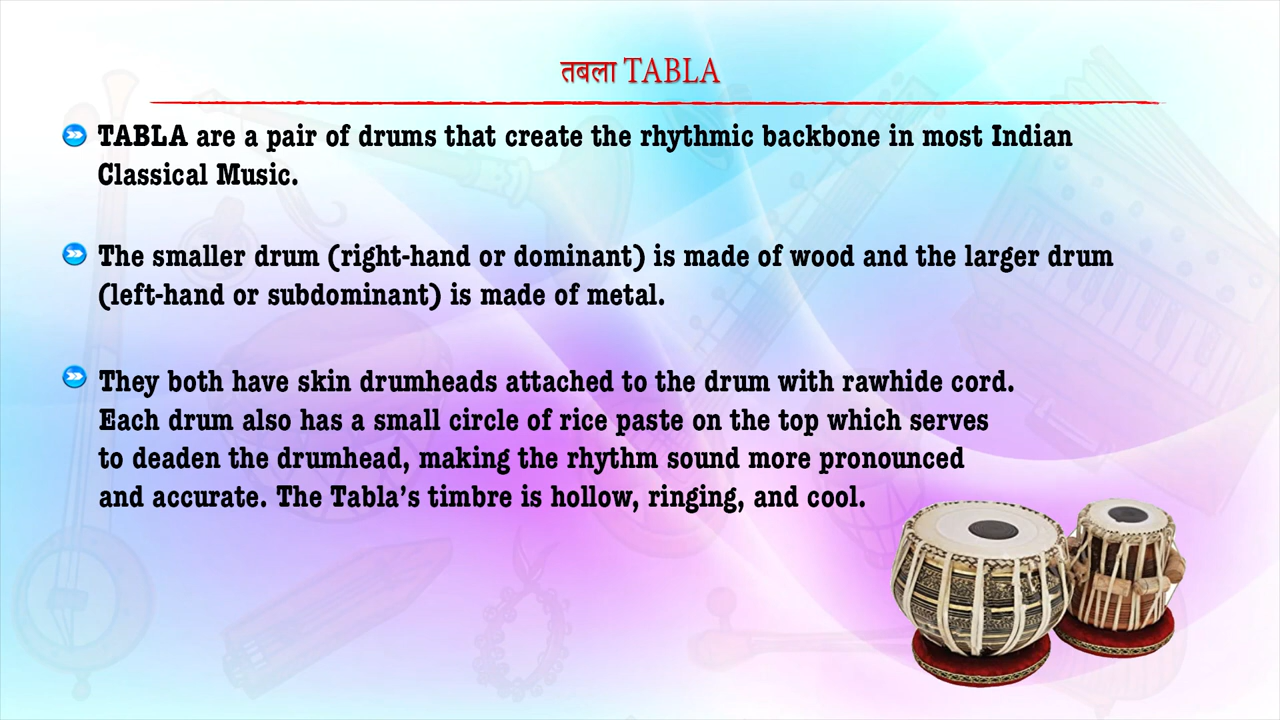 तबला TABLA
TABLA are a pair of drums that create the rhythmic backbone in most Indian
Classical Music.
The smaller drum (right-hand or dominant) is made of wood and the larger drum
(left-hand or subdominant) is made of metal.
They both have skin drumheads attached to the drum with rawhide cord.
Each drum also has a small circle of rice paste on the top which serves
to deaden the drumhead, making the rhythm sound more pronounced
and accurate. The Tabla’s timbre is hollow, ringing, and cool.